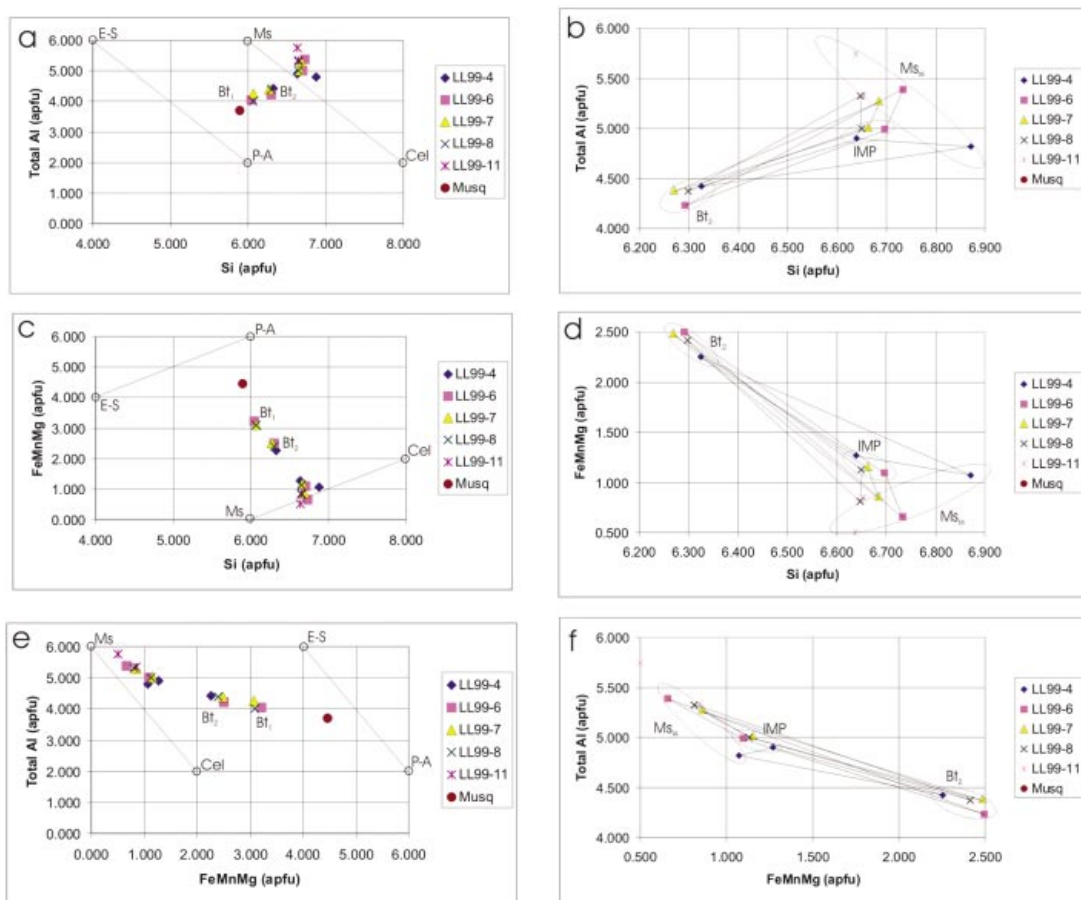 a
E-S
Ms
6.000
5.000
4.000
3.000
2.000
1.000
0.000
Total Al (apfu)
Bt₁
Bt₂
P-A
Cel
4.000 5.000 6.000 7.000 8.000
Si (apfu)
LL99-4
LL99-6
LL99-7
LL99-8
LL99-11
Musq
b
6.000
5.500
5.000
4.500
4.000
Total Al (apfu)
IMP
Bt₂
6.200 6.300 6.400 6.500 6.600 6.700 6.800 6.900
Si (apfu)
LL99-4
LL99-6
LL99-7
LL99-8
LL99-11
Musq
c
P-A
6.000
5.000
4.000
3.000
2.000
1.000
0.000
FeMnMg (apfu)
E-S
Bt₁
Bt₂
Cel
Ms
4.000 5.000 6.000 7.000 8.000
Si (apfu)
LL99-4
LL99-6
LL99-7
LL99-8
LL99-11
Musq
d
2.500
2.000
1.500
1.000
0.500
FeMnMg (apfu)
Bt₂
IMP
6.200 6.300 6.400 6.500 6.600 6.700 6.800 6.900
Si (apfu)
LL99-4
LL99-6
LL99-7
LL99-8
LL99-11
Musq
e
Ms
E-S
6.000
5.000
4.000
3.000
2.000
1.000
0.000
Total Al (apfu)
Bt₂
Bt₁
Cel
P-A
0.000 1.000 2.000 3.000 4.000 5.000 6.000
FeMnMg (apfu)
LL99-4
LL99-6
LL99-7
LL99-8
LL99-11
Musq
f
6.000
5.500
5.000
4.500
4.000
Total Al (apfu)
IMP
Bt₂
0.500 1.000 1.500 2.000 2.500
FeMnMg (apfu)
LL99-4
LL99-6
LL99-7
LL99-8
LL99-11
Musq